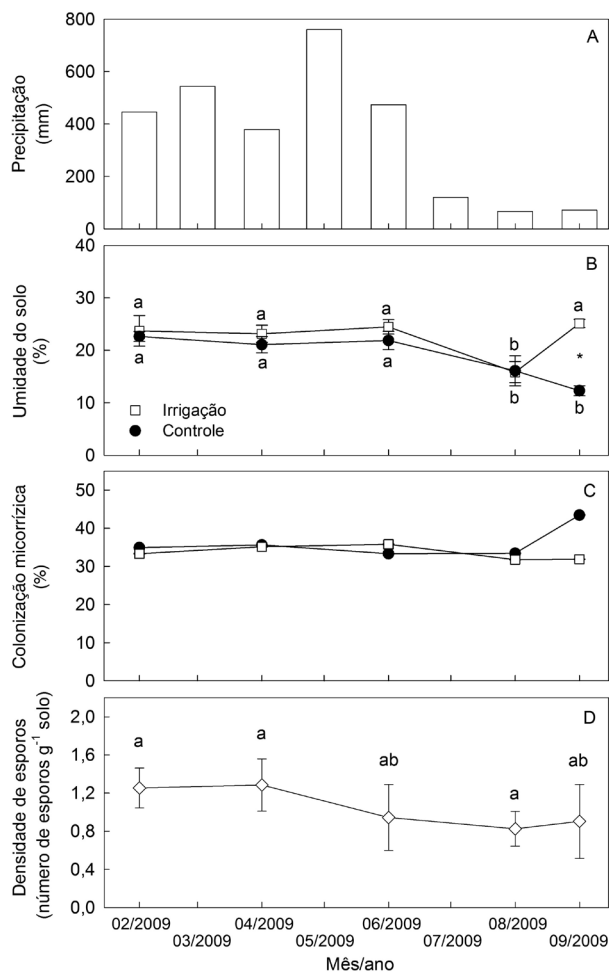 A
Precipitação
(mm)
800
600
400
200
0
B
Umidade do solo
(%)
40
30
20
10
0
a a a b a
*
a a a b b
Irrigação
Controle
C
Colonização micorrízica
(%)
50
40
30
20
10
0
D
Densidade de esporos
(número de esporos g⁻¹ solo)
2,0
1,6
1,2
0,8
0,4
0,0
a a ab a ab
02/2009 04/2009 06/2009 08/2009
03/2009 05/2009 07/2009 09/2009
Mês/ano